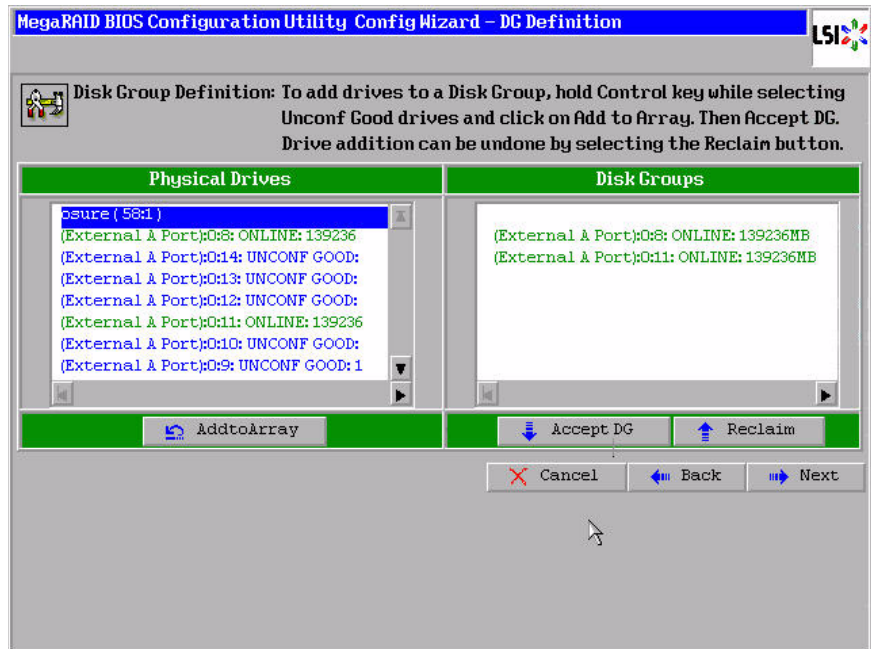 MegaRAID BIOS Configuration Utility Config Wizard – DG Definition
LSI
Disk Group Definition: To add drives to a Disk Group, hold Control key while selecting
Unconf Good drives and click on Add to Array. Then Accept DG.
Drive addition can be undone by selecting the Reclaim button.
Physical Drives
osure ( 58:1 )
(External A Port):0:8: ONLINE: 139236
(External A Port):0:14: UNCONF GOOD:
(External A Port):0:13: UNCONF GOOD:
(External A Port):0:12: UNCONF GOOD:
(External A Port):0:11: ONLINE: 139236
(External A Port):0:10: UNCONF GOOD:
(External A Port):0:9: UNCONF GOOD: 1
AddtoArray
Disk Groups
(External A Port):0:8: ONLINE: 139236MB
(External A Port):0:11: ONLINE: 139236MB
Accept DG
Reclaim
Cancel
Back
Next